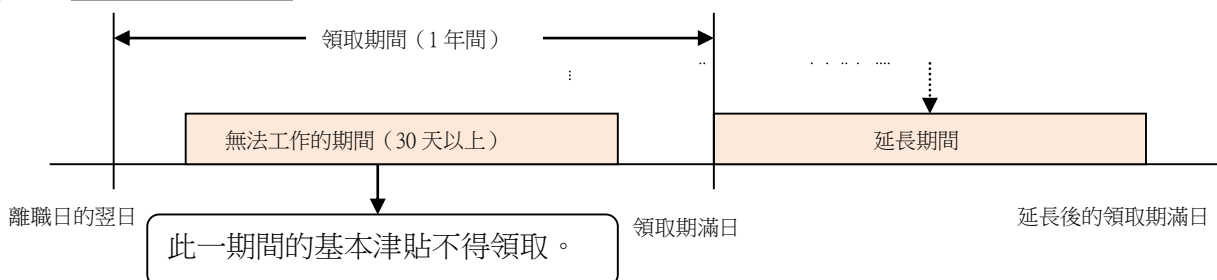 領取期間（1 年間）
無法工作的期間（30 天以上）
延長期間
離職日的翌日
領取期滿日
延長後的領取期滿日
此一期間的基本津貼不得領取。